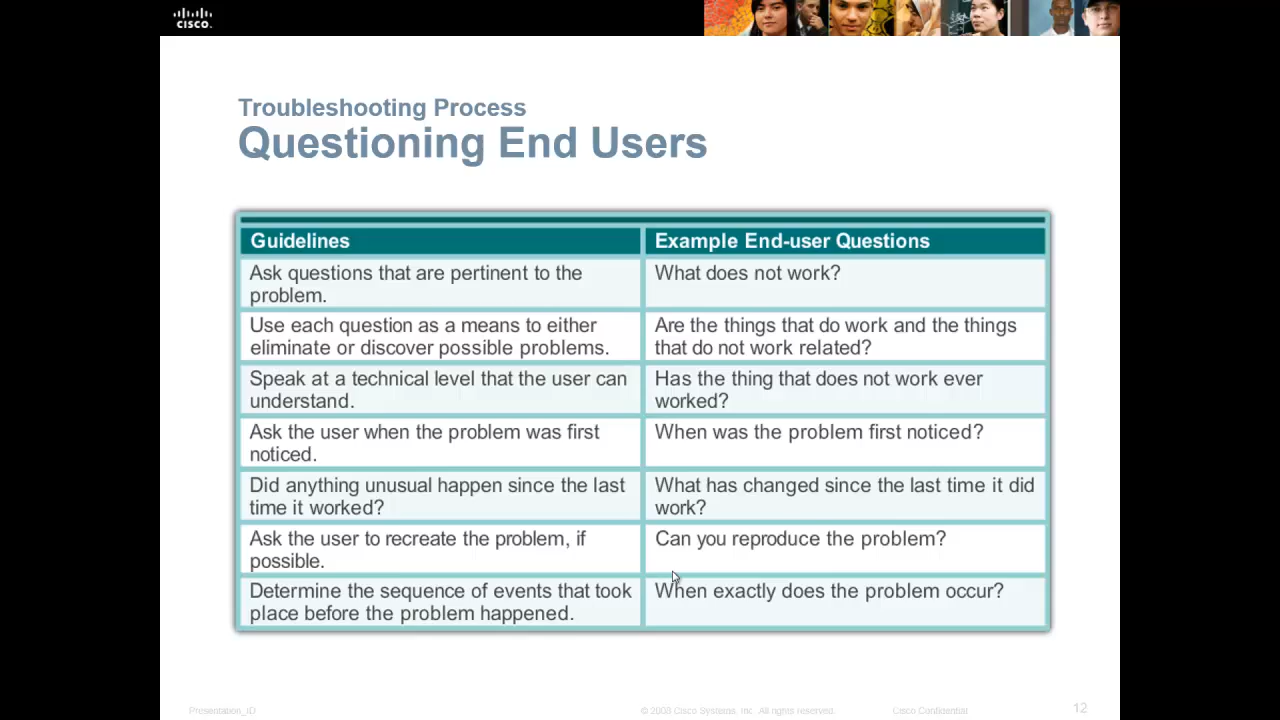 CISCO.
Troubleshooting Process
Questioning End Users
Guidelines
Example End-user Questions
Ask questions that are pertinent to the
problem.
What does not work?
Use each question as a means to either
eliminate or discover possible problems.
Are the things that do work and the things
that do not work related?
Speak at a technical level that the user can
understand.
Has the thing that does not work ever
worked?
Ask the user when the problem was first
noticed.
When was the problem first noticed?
Did anything unusual happen since the last
time it worked?
What has changed since the last time it did
work?
Ask the user to recreate the problem, if
possible.
Can you reproduce the problem?
Determine the sequence of events that took
place before the problem happened.
When exactly does the problem occur?
Presentation_ID
© 2008 Cisco Systems, Inc. All rights reserved.
Cisco Confidential
12